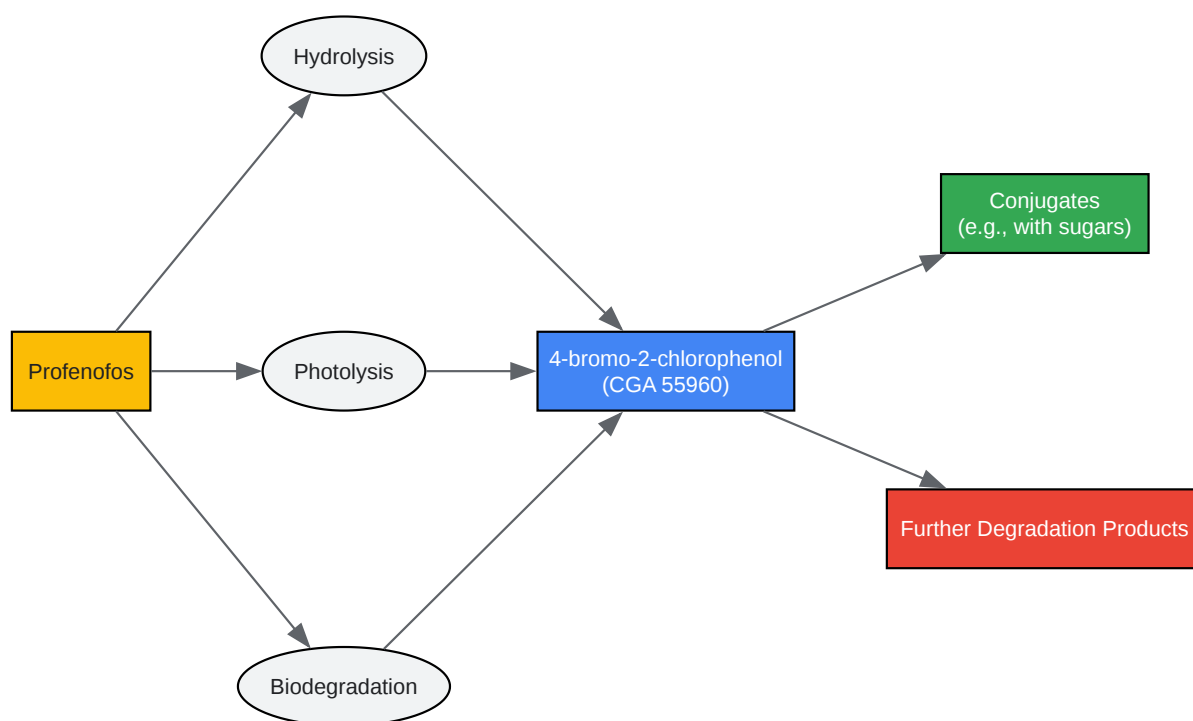 Hydrolysis
Conjugates
(e.g., with sugars)
Profenofos
Photolysis
4-bromo-2-chlorophenol
(CGA 55960)
Further Degradation Products
Biodegradation